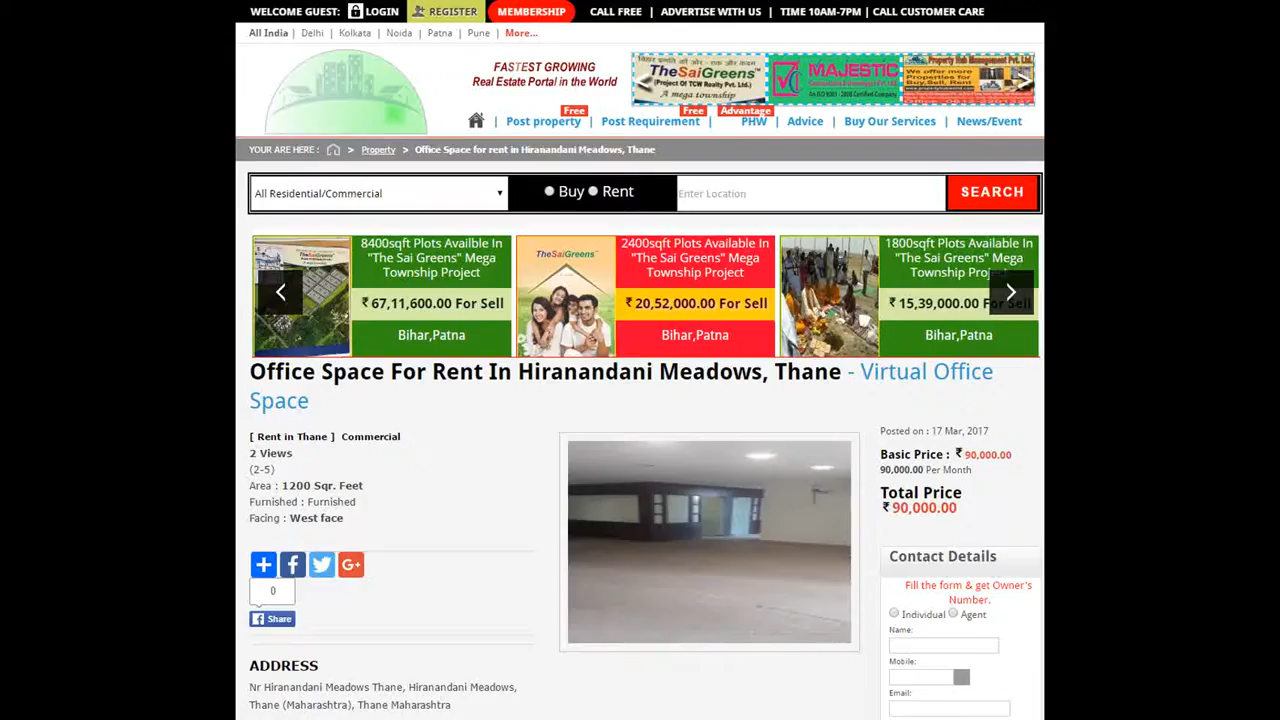 WELCOME GUEST: LOGIN REGISTER MEMBERSHIP CALL FREE | ADVERTISE WITH US | TIME 10AM-7PM | CALL CUSTOMER CARE
All India | Delhi | Kolkata | Noida | Patna | Pune | More...
FASTEST GROWING
Real Estate Portal in the World
TheSaiGreens™
(Project Of TCW Realty Pvt. Ltd.)
A mega township
MAJESTIC
An ISO 9001 : 2008 Certified Company
Property Hub Management Pvt. Ltd.
We offer more
Properties for
Buy, Sell, Rent
Free Free Advantage
| Post property | Post Requirement | PHW | Advice | Buy Our Services | News/Event
YOUR ARE HERE : > Property > Office Space for rent in Hiranandani Meadows, Thane
All Residential/Commercial Buy Rent Enter Location SEARCH
8400sqft Plots Availble In
"The Sai Greens" Mega
Township Project
₹ 67,11,600.00 For Sell
Bihar,Patna
TheSaiGreens™
2400sqft Plots Available In
"The Sai Greens" Mega
Township Project
₹ 20,52,000.00 For Sell
Bihar,Patna
1800sqft Plots Available In
"The Sai Greens" Mega
Township Project
₹ 15,39,000.00 For Sell
Bihar,Patna
Office Space For Rent In Hiranandani Meadows, Thane - Virtual Office
Space
[ Rent in Thane ] Commercial
2 Views
(2-5)
Area : 1200 Sqr. Feet
Furnished : Furnished
Facing : West face
0
Share
ADDRESS
Nr Hiranandani Meadows Thane, Hiranandani Meadows,
Thane (Maharashtra), Thane Maharashtra
Posted on : 17 Mar, 2017
Basic Price : ₹ 90,000.00
90,000.00 Per Month
Total Price
₹ 90,000.00
Contact Details
Fill the form & get Owner's
Number.
Individual Agent
Name:
Mobile:
Email: